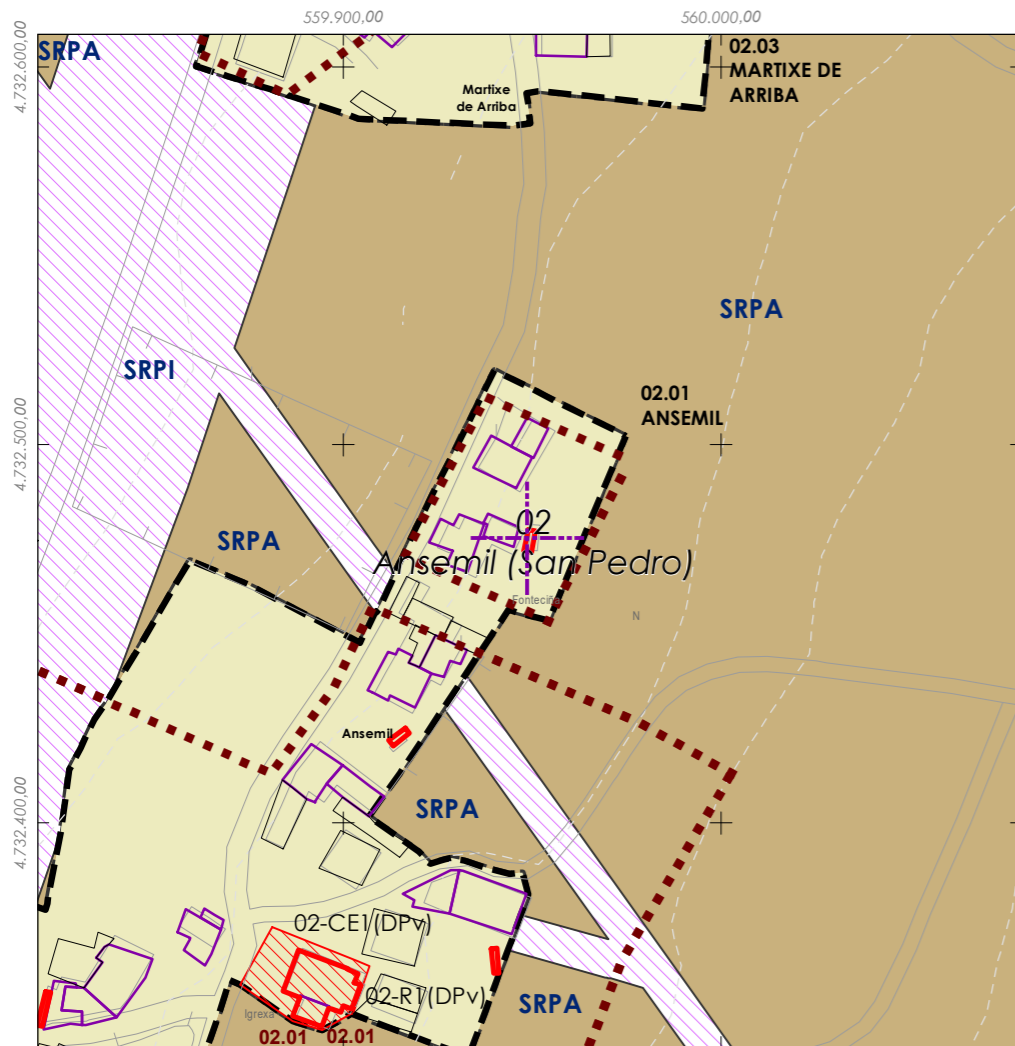 559.900,00
560.000,00
4.732.600,00
SRPA
02.03
MARTIXE DE
ARRIBA
Martixe
de Arriba
SRPA
SRPI
02.01
ANSEMIL
4.732.500,00
02
SRPA
Ansemil (San Pedro)
Fonteciña
N
Ansemil
SRPA
4.732.400,00
02-CE1(DPv)
02-R1(DPv)
SRPA
Igrexa
02.01
02.01